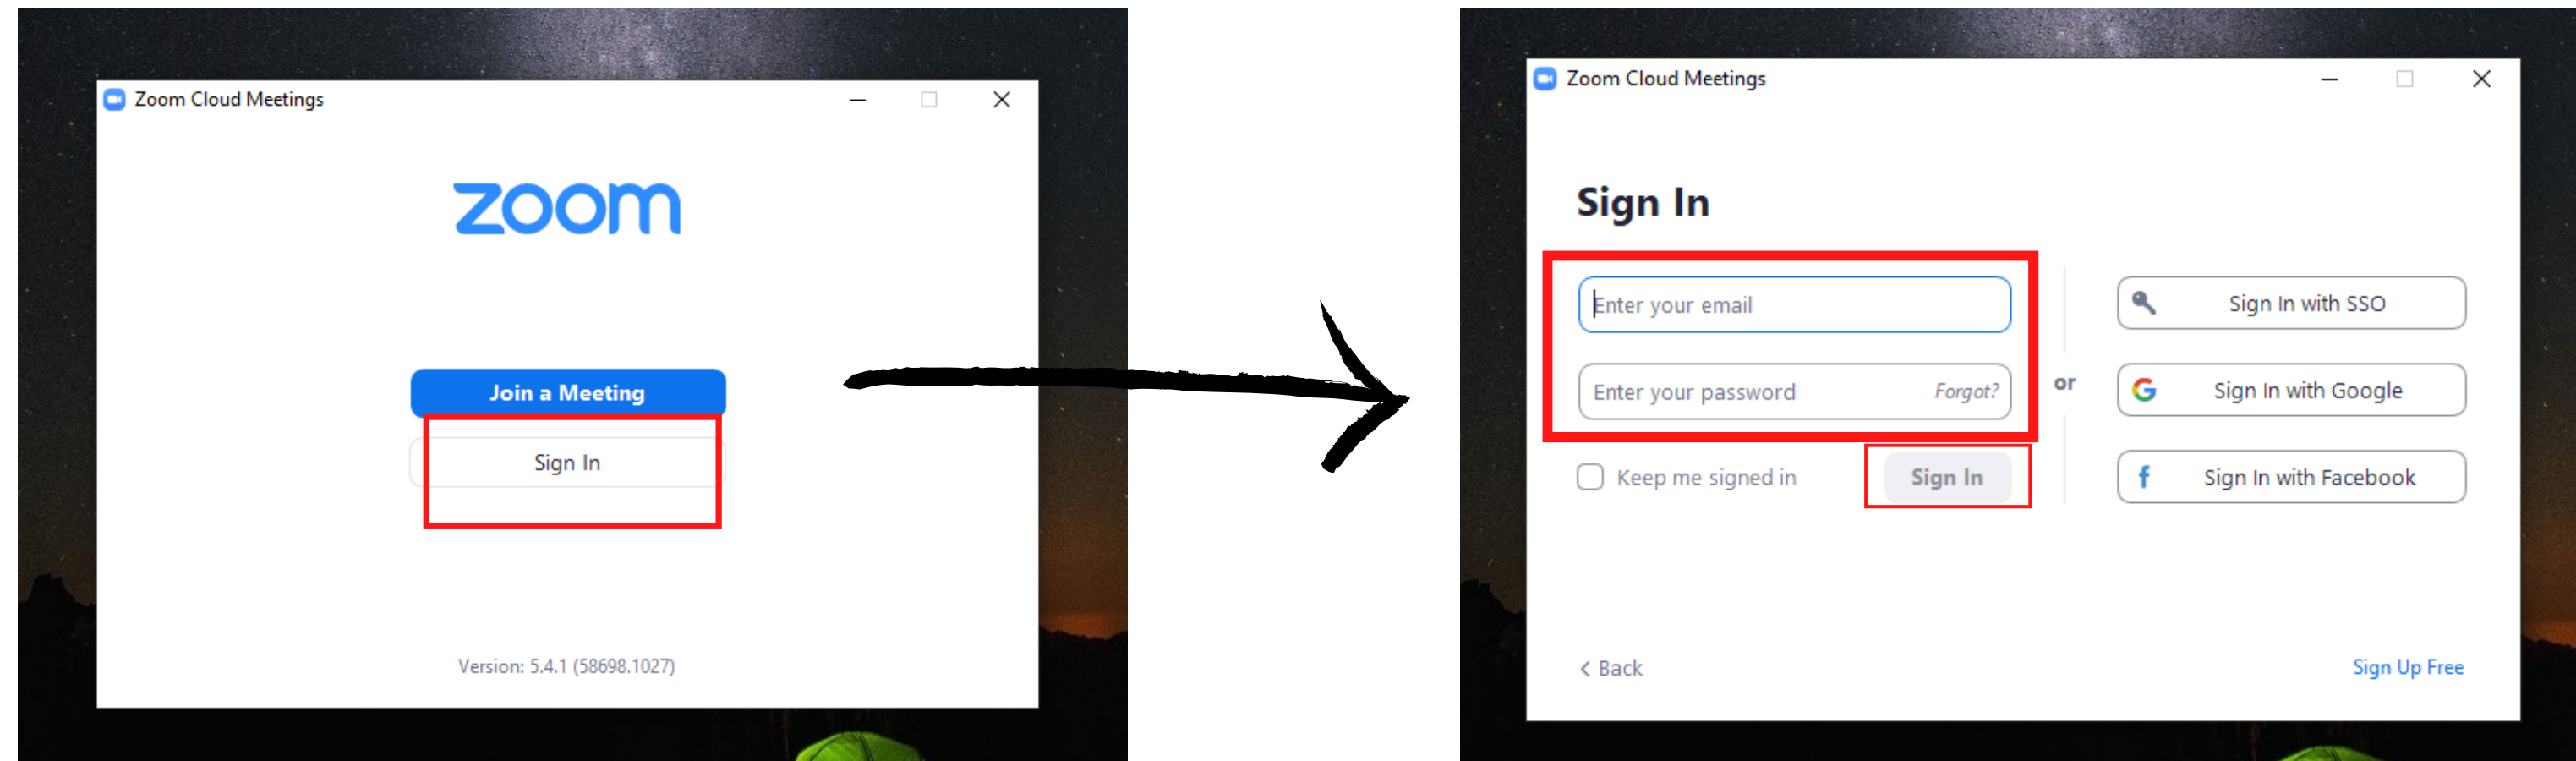 Zoom Cloud Meetings
zoom
Join a Meeting
Sign In
Version: 5.4.1 (58698.1027)
Zoom Cloud Meetings
Sign In
Enter your email
Enter your password Forgot?
Keep me signed in Sign In
or
Sign In with SSO
Sign In with Google
Sign In with Facebook
< Back
Sign Up Free